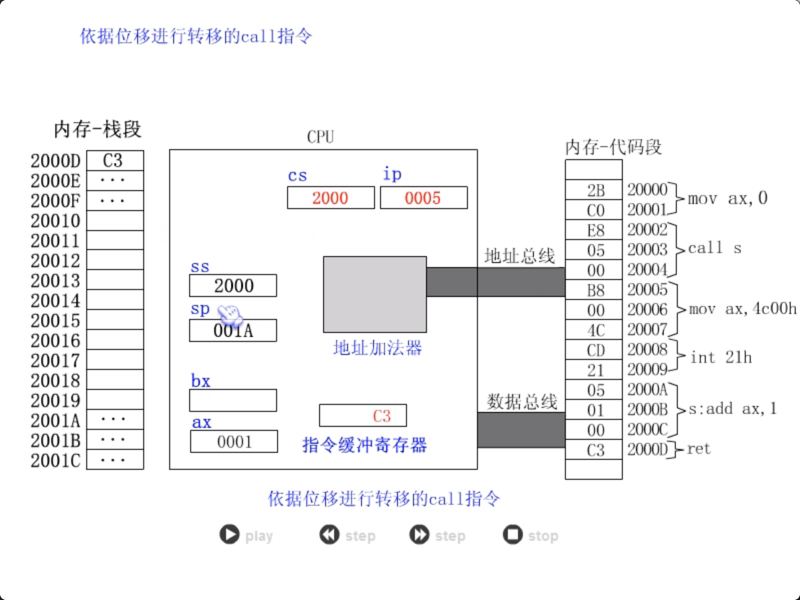 依据位移进行转移的call指令
内存-栈段
2000D C3
2000E ···
2000F ···
20010
20011
20012
20013
20014
20015
20016
20017
20018
20019
2001A ···
2001B ···
2001C ···
CPU
cs ip
2000 0005
ss
2000
sp
001A
bx
ax
0001
地址加法器
C3
指令缓冲寄存器
地址总线
数据总线
内存-代码段
2B 20000
C0 20001
mov ax,0
E8 20002
05 20003
00 20004
call s
B8 20005
00 20006
4C 20007
mov ax,4c00h
CD 20008
21 20009
int 21h
05 2000A
01 2000B
00 2000C
s:add ax,1
C3 2000D
ret
依据位移进行转移的call指令
play step step stop